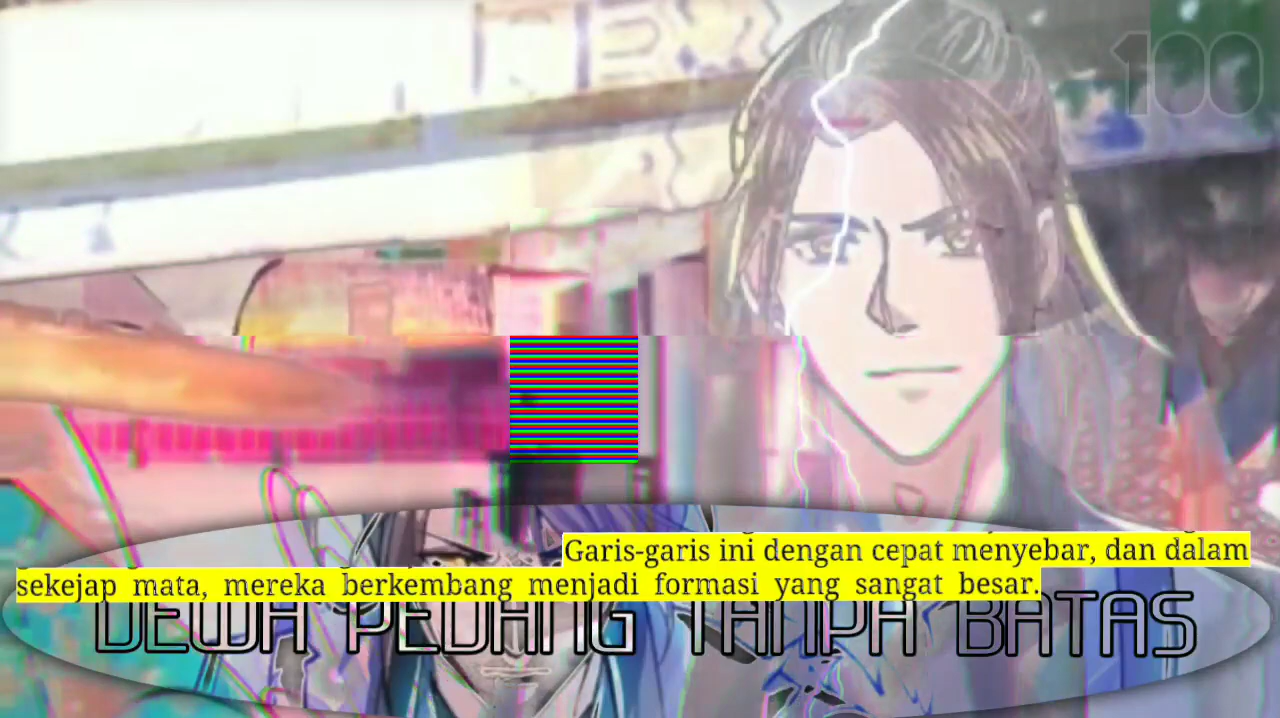 100
Garis-garis ini dengan cepat menyebar, dan dalam
sekejap mata, mereka berkembang menjadi formasi yang sangat besar.
DEWA PEDANG TANPA BATAS